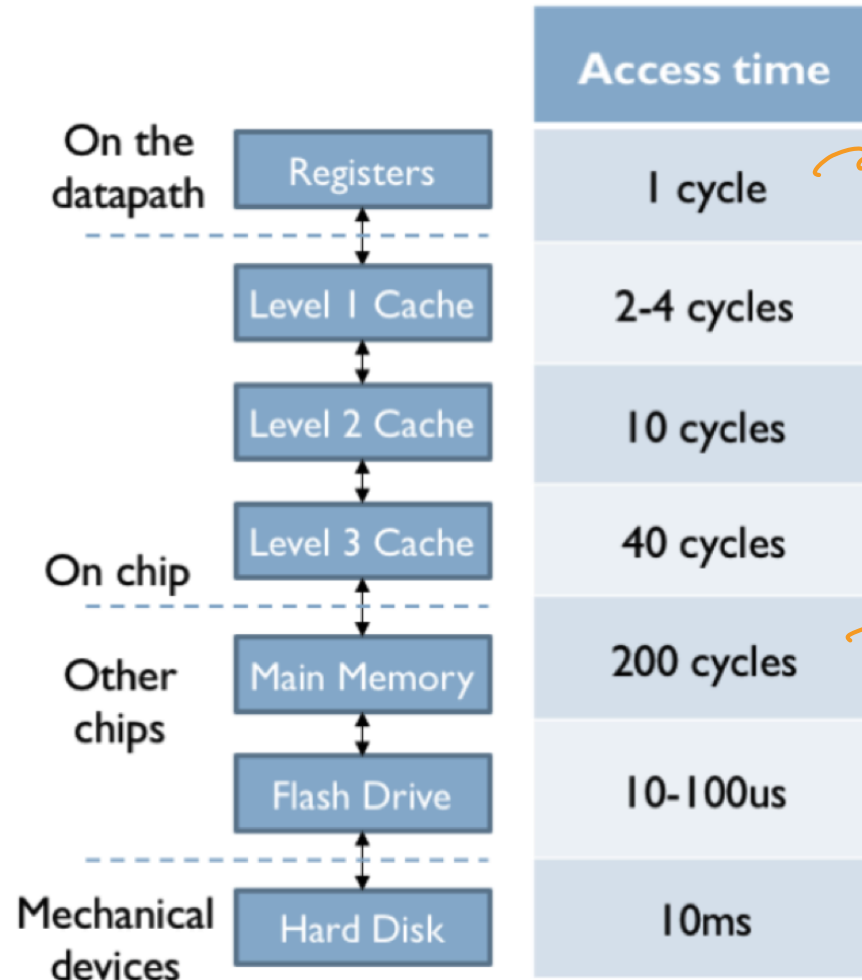 Access time
On the
datapath
Registers
1 cycle
Level 1 Cache
2-4 cycles
Level 2 Cache
10 cycles
Level 3 Cache
40 cycles
On chip
Other
chips
Main Memory
200 cycles
Flash Drive
10-100us
Mechanical
devices
Hard Disk
10ms